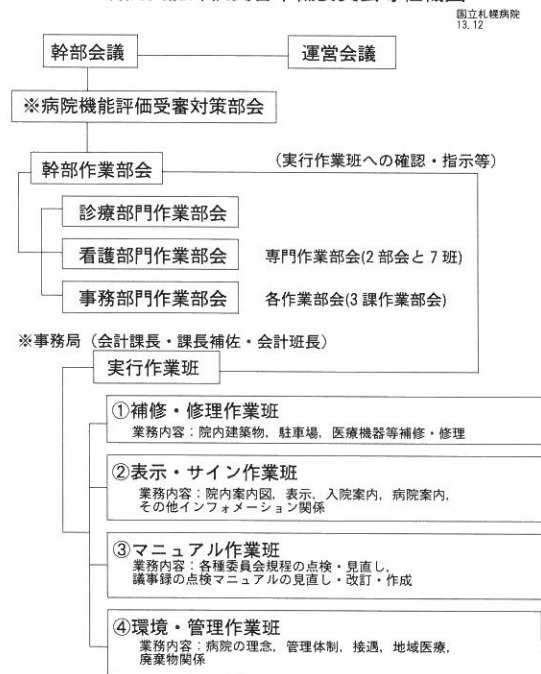 国立札幌病院
13.12
幹部会議
運営会議
※病院機能評価受審対策部会
幹部作業部会
(実行作業班への確認・指示等)
診療部門作業部会
看護部門作業部会
専門作業部会(2部会と7班)
事務部門作業部会
各作業部会(3課作業部会)
※事務局(会計課長・課長補佐・会計班長)
実行作業班
①補修・修理作業班
業務内容:院内建築物,駐車場,医療機器等補修・修理
②表示・サイン作業班
業務内容:院内案内図,表示,入院案内,病院案内,
その他インフォメーション関係
③マニュアル作業班
業務内容:各種委員会規程の点検・見直し,
議事録の点検マニュアルの見直し・改訂・作成
④環境・管理作業班
業務内容:病院の理念,管理体制,接遇,地域医療,
廃棄物関係